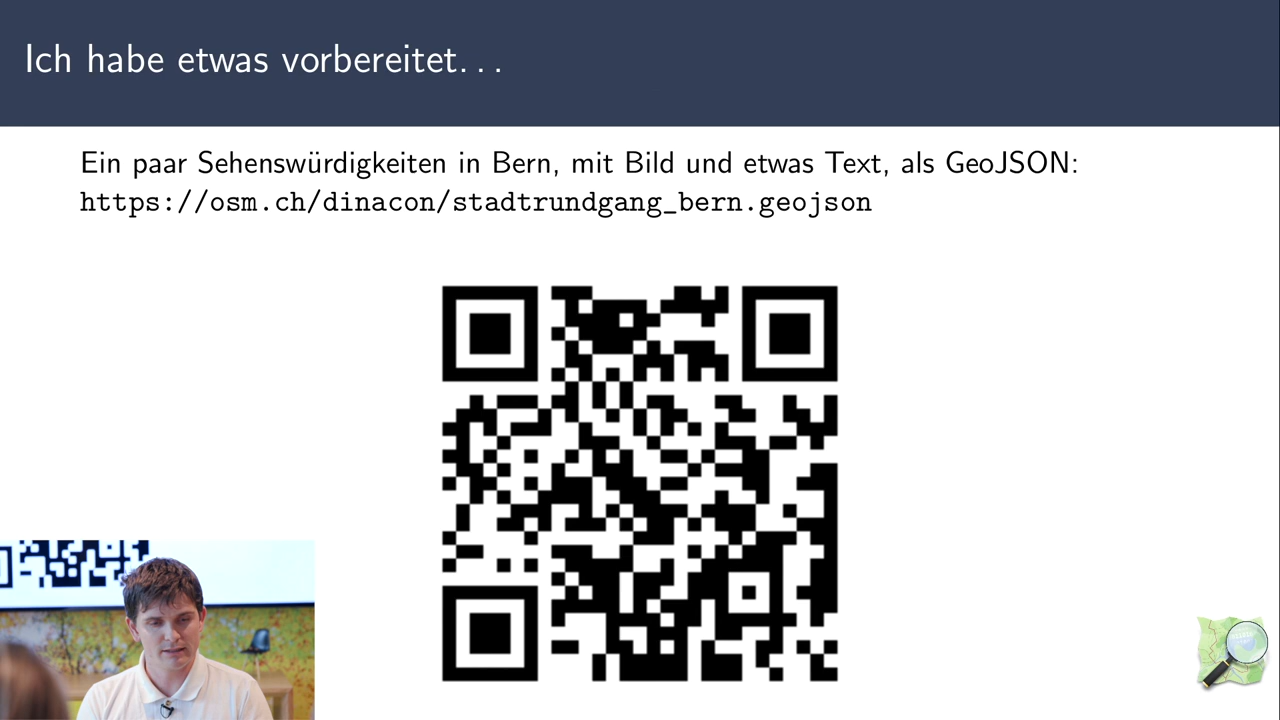 Ich habe etwas vorbereitet...
Ein paar Sehenswürdigkeiten in Bern, mit Bild und etwas Text, als GeoJSON:
https://osm.ch/dinacon/stadtrundgang_bern.geojson